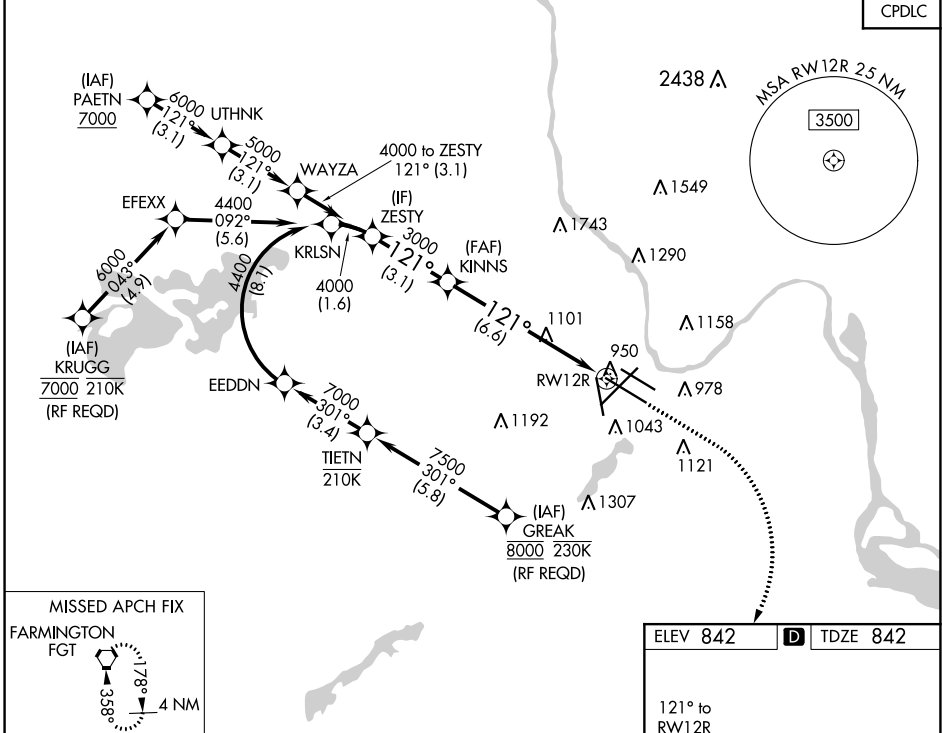 CPDLC
(IAF)
PAETN
7000
6000
121°
(3.1)
UTHNK
5000
121°
(3.1)
WAYZA
4000 to ZESTY
121° (3.1)
2438
MSA RW12R 25 NM
3500
EFEXX
4400
092°
(5.6)
KRLSN
(IF)
ZESTY
3000
121°
(3.1)
(FAF)
KINNS
1549
1743
1290
6000
043°
(4.9)
4400
(8.1)
4000
(1.6)
121°
(6.6)
1101
1158
(IAF)
KRUGG
7000 210K
(RF REQD)
EEDDN
950
RW12R
978
7000
301°
(3.4)
TIETN
210K
1192
1043
1121
7500
301°
(5.8)
1307
(IAF)
GREAK
8000 230K
(RF REQD)
MISSED APCH FIX
FARMINGTON
FGT
178°
358°
4 NM
ELEV 842 D TDZE 842
121° to
RW12R